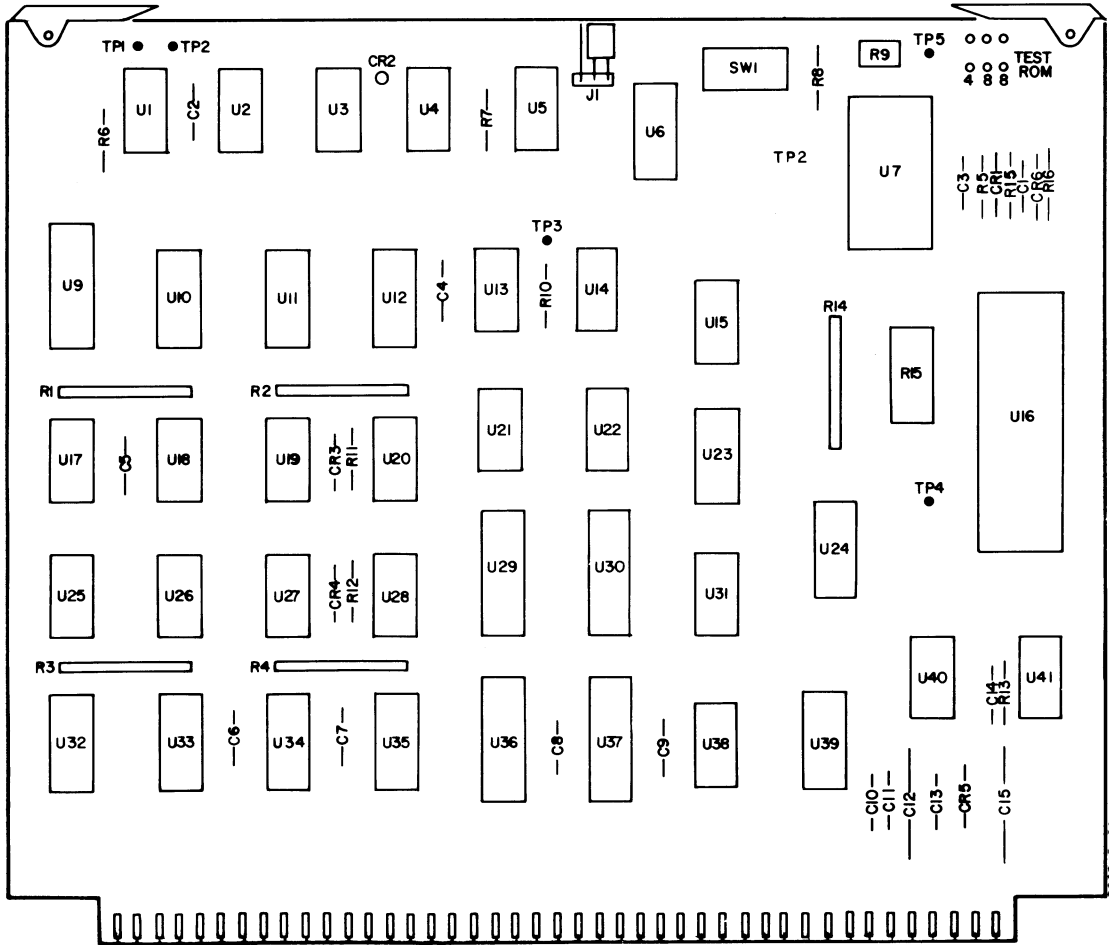 TP1 TP2 CR2 J1 SW1 R8 R9 TP5 TEST
ROM
4 8 8
R6 U1 C2 U2 U3 U4 R7 U5 U6
TP2 U7 C3 R5 CR1 R15 C1 CR6 R16
TP3
U9 U10 U11 U12 C4 U13 R10 U14 U15 R14 R15 U16
R1 R2
U17 C5 U18 U19 CR3 R11 U20 U21 U22 U23
TP4
U25 U26 U27 CR4 R12 U28 U29 U30 U31 U24
R3 R4
U40 C14 R13 U41
U32 U33 C6 U34 C7 U35 U36 C8 U37 C9 U38 U39
C10 C11 C12 C13 CR5 C15